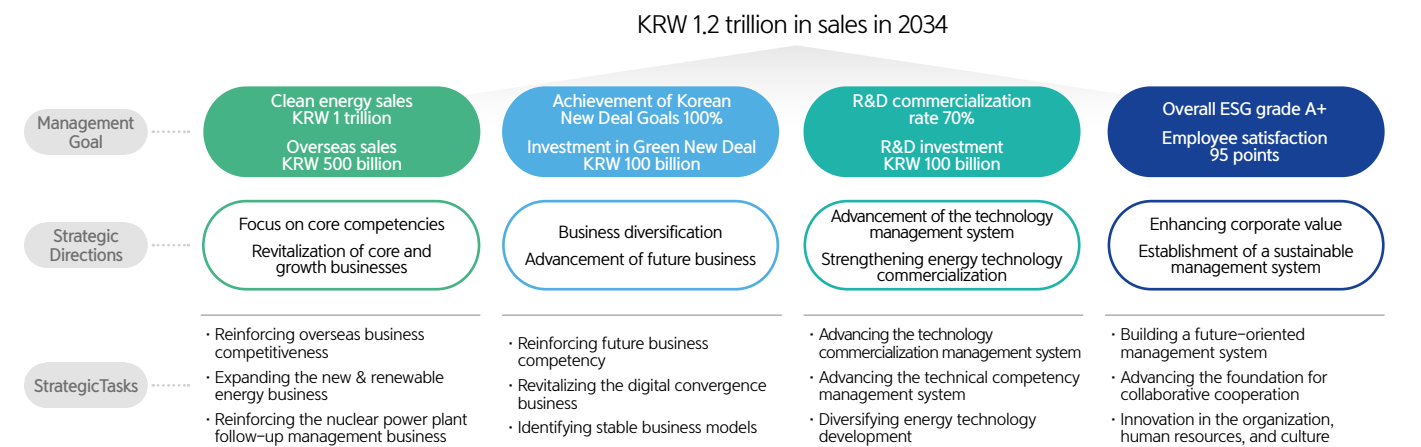 KRW 1.2 trillion in sales in 2034
Management
Goal
Clean energy sales
KRW 1 trillion
Overseas sales
KRW 500 billion
Achievement of Korean
New Deal Goals 100%
Investment in Green New Deal
KRW 100 billion
R&D commercialization
rate 70%
R&D investment
KRW 100 billion
Overall ESG grade A+
Employee satisfaction
95 points
Strategic
Directions
Focus on core competencies
Revitalization of core and
growth businesses
Business diversification
Advancement of future business
Advancement of the technology
management system
Strengthening energy technology
commercialization
Enhancing corporate value
Establishment of a sustainable
management system
StrategicTasks
· Reinforcing overseas business
competitiveness
· Expanding the new & renewable
energy business
· Reinforcing the nuclear power plant
follow-up management business
· Reinforcing future business
competency
· Revitalizing the digital convergence
business
· Identifying stable business models
· Advancing the technology
commercialization management system
· Advancing the technical competency
management system
· Diversifying energy technology
development
· Building a future-oriented
management system
· Advancing the foundation for
collaborative cooperation
· Innovation in the organization,
human resources, and culture